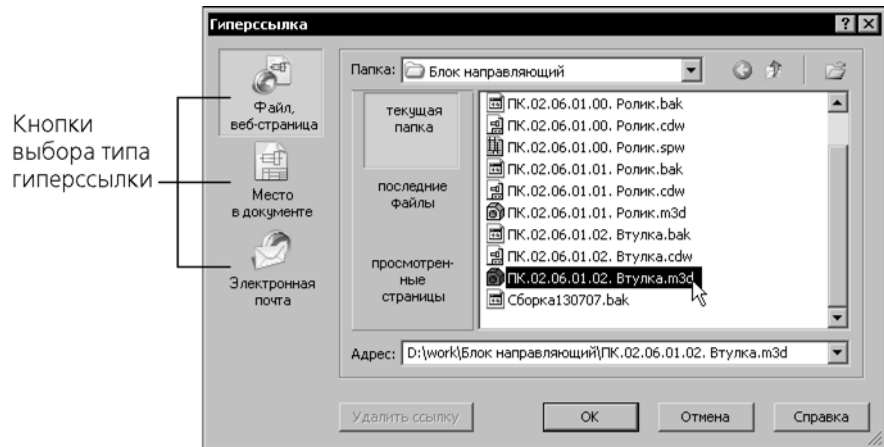 Гиперссылка
Кнопки
выбора типа
гиперссылки
Файл,
веб-страница
Место
в документе
Электронная
почта
Папка: Блок направляющий
текущая
папка
последние
файлы
просмотрен-
ные
страницы
ПК.02.06.01.00. Ролик.bak
ПК.02.06.01.00. Ролик.cdw
ПК.02.06.01.00. Ролик.spw
ПК.02.06.01.01. Ролик.bak
ПК.02.06.01.01. Ролик.cdw
ПК.02.06.01.01. Ролик.m3d
ПК.02.06.01.02. Втулка.bak
ПК.02.06.01.02. Втулка.cdw
ПК.02.06.01.02. Втулка.m3d
Сборка130707.bak
Адрес: D:\work\Блок направляющий\ПК.02.06.01.02. Втулка.m3d
Удалить ссылку
OK
Отмена
Справка